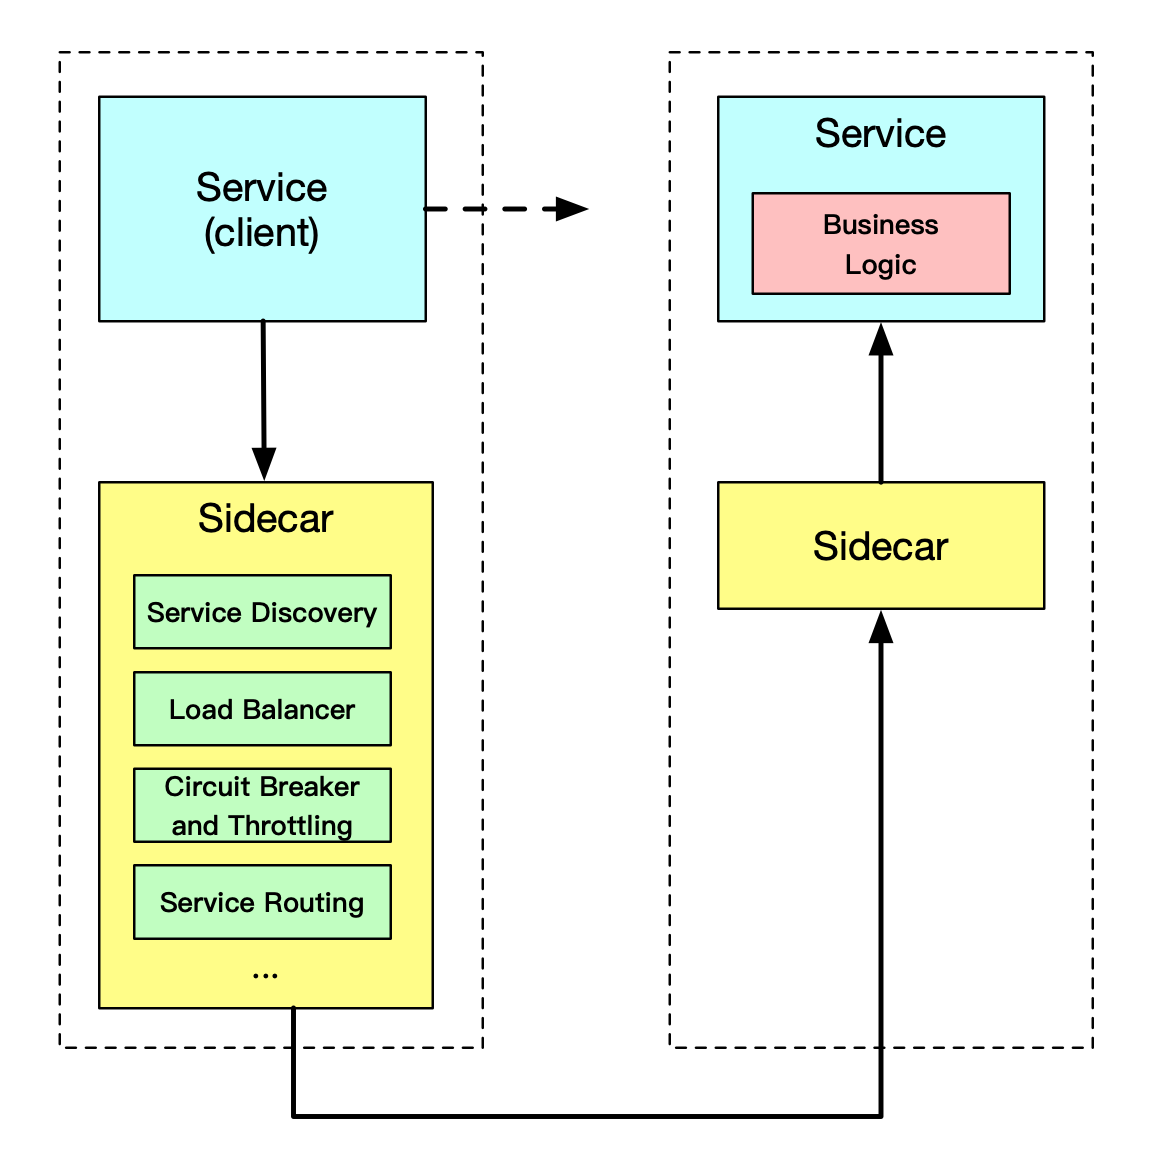 Service
(client)
Sidecar
Service Discovery
Load Balancer
Circuit Breaker
and Throttling
Service Routing
...
Service
Business
Logic
Sidecar